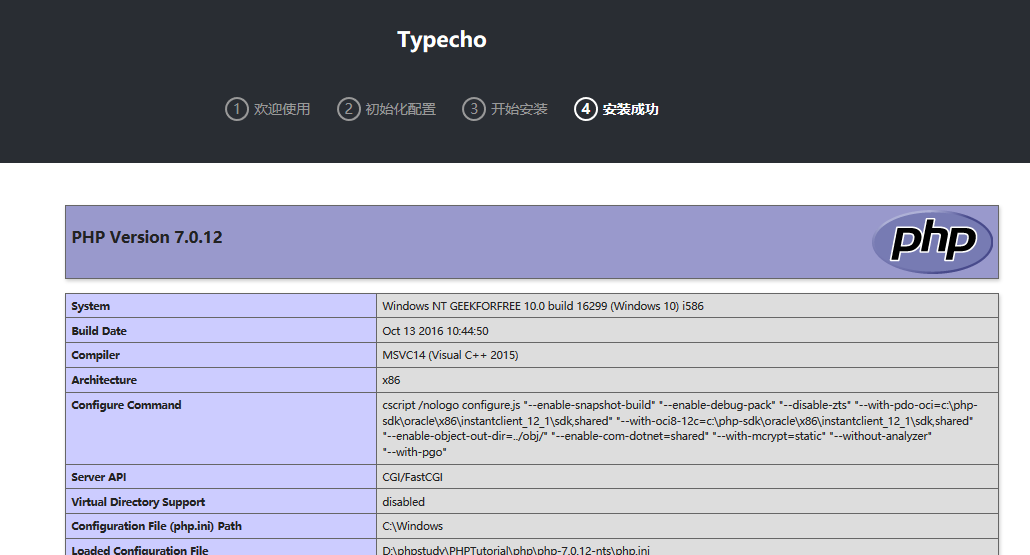 Typecho
1 欢迎使用 2 初始化配置 3 开始安装 4 安装成功
PHP Version 7.0.12
php
System Windows NT GEEKFORFREE 10.0 build 16299 (Windows 10) i586
Build Date Oct 13 2016 10:44:50
Compiler MSVC14 (Visual C++ 2015)
Architecture x86
Configure Command cscript /nologo configure.js "--enable-snapshot-build" "--enable-debug-pack" "--disable-zts" "--with-pdo-oci=c:\php-
sdk\oracle\x86\instantclient_12_1\sdk,shared" "--with-oci8-12c=c:\php-sdk\oracle\x86\instantclient_12_1\sdk,shared"
"--enable-object-out-dir=../obj/" "--enable-com-dotnet=shared" "--with-mcrypt=static" "--without-analyzer"
"--with-pgo"
Server API CGI/FastCGI
Virtual Directory Support disabled
Configuration File (php.ini) Path C:\Windows
Loaded Configuration File D:\phpstudy\PHPTutorial\php\php-7.0.12-nts\php.ini